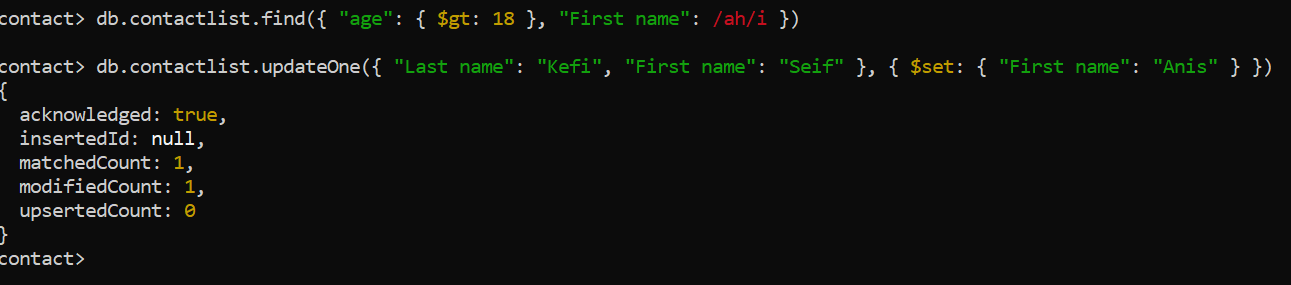 contact> db.contactlist.find({ "age": { $gt: 18 }, "First name": /ah/i })
contact> db.contactlist.updateOne({ "Last name": "Kefi", "First name": "Seif" }, { $set: { "First name": "Anis" } })
{
  acknowledged: true,
  insertedId: null,
  matchedCount: 1,
  modifiedCount: 1,
  upsertedCount: 0
}
contact>